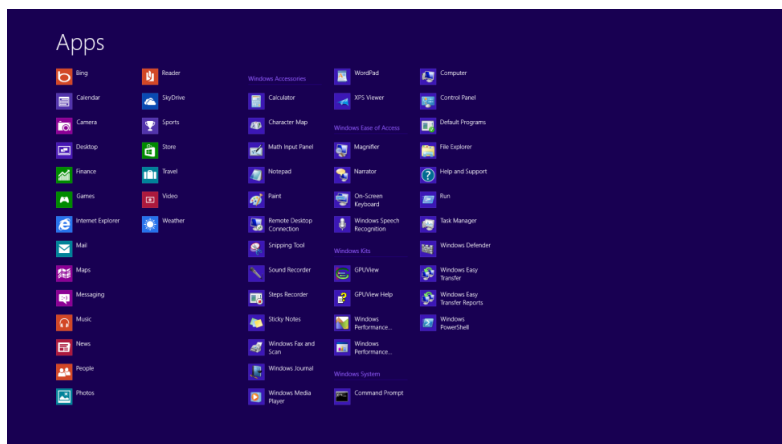 Apps
Bing
Calendar
Camera
Desktop
Finance
Games
Internet Explorer
Mail
Maps
Messaging
Music
News
People
Photos
Reader
SkyDrive
Sports
Store
Travel
Video
Weather
Windows Accessories
Calculator
Character Map
Math Input Panel
Notepad
Paint
Remote Desktop
Connection
Snipping Tool
Sound Recorder
Steps Recorder
Sticky Notes
Windows Fax and
Scan
Windows Journal
Windows Media
Player
WordPad
XPS Viewer
Windows Ease of Access
Magnifier
Narrator
On-Screen
Keyboard
Windows Speech
Recognition
Windows Kits
GPUView
GPUView Help
Windows
Performance...
Windows
Performance...
Windows System
Command Prompt
Computer
Control Panel
Default Programs
File Explorer
Help and Support
Run
Task Manager
Windows Defender
Windows Easy
Transfer
Windows Easy
Transfer Reports
Windows
PowerShell